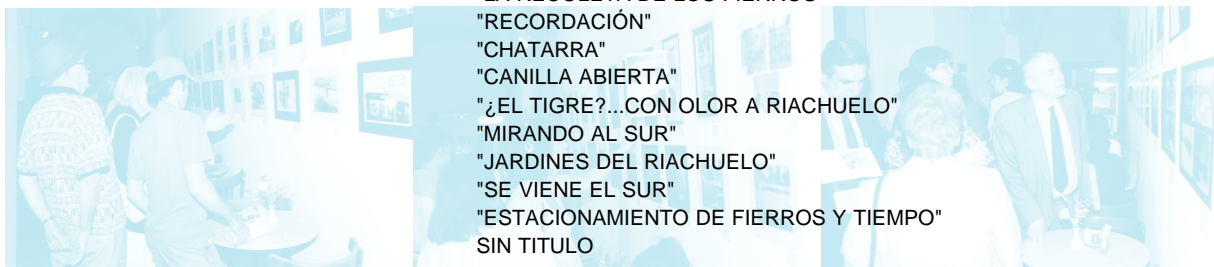 "RECORDACIÓN"
"CHATARRA"
"CANILLA ABIERTA"
"¿EL TIGRE?...CON OLOR A RIACHUELO"
"MIRANDO AL SUR"
"JARDINES DEL RIACHUELO"
"SE VIENE EL SUR"
"ESTACIONAMIENTO DE FIERROS Y TIEMPO"
SIN TITULO